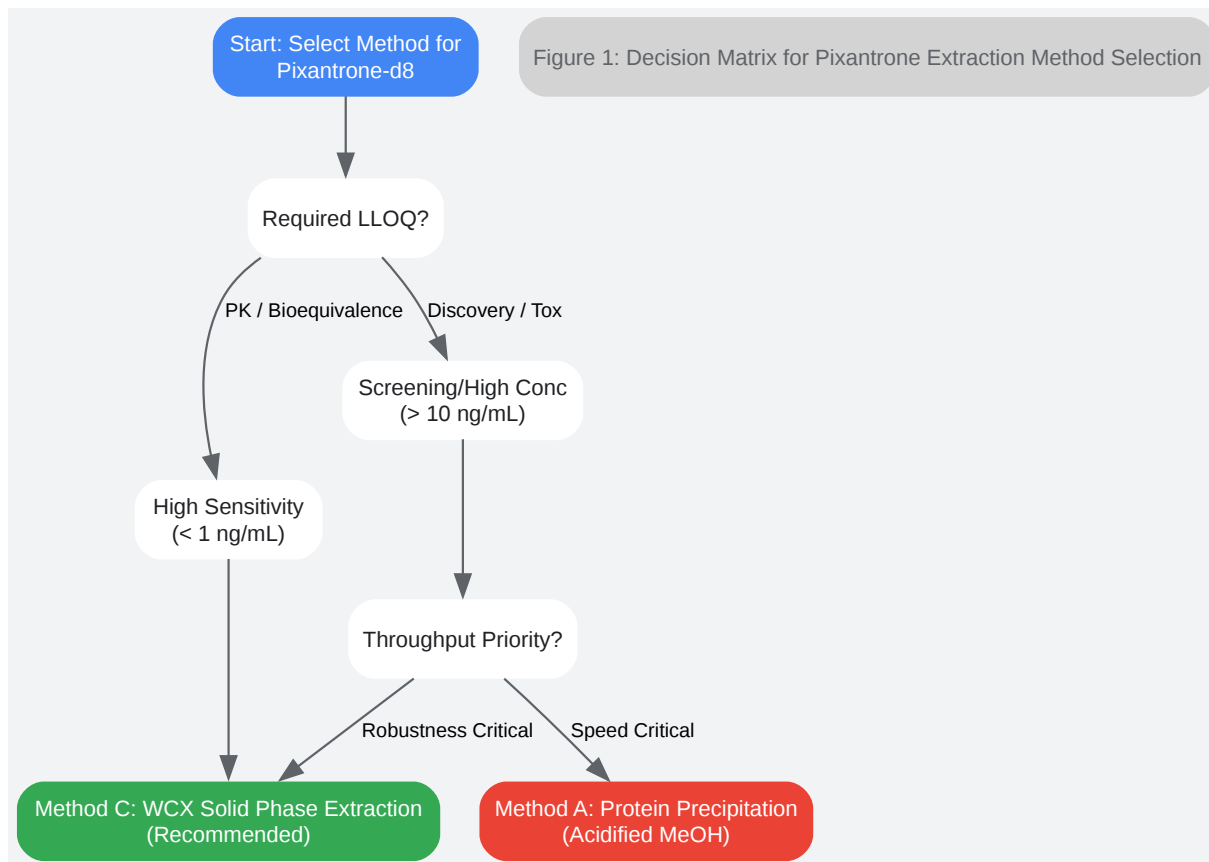 Start: Select Method for
Pixantrone-d8
Figure 1: Decision Matrix for Pixantrone Extraction Method Selection
Required LLOQ?
PK / Bioequivalence
Discovery / Tox
Screening/High Conc
(> 10 ng/mL)
High Sensitivity
(< 1 ng/mL)
Throughput Priority?
Robustness Critical
Speed Critical
Method C: WCX Solid Phase Extraction
(Recommended)
Method A: Protein Precipitation
(Acidified MeOH)